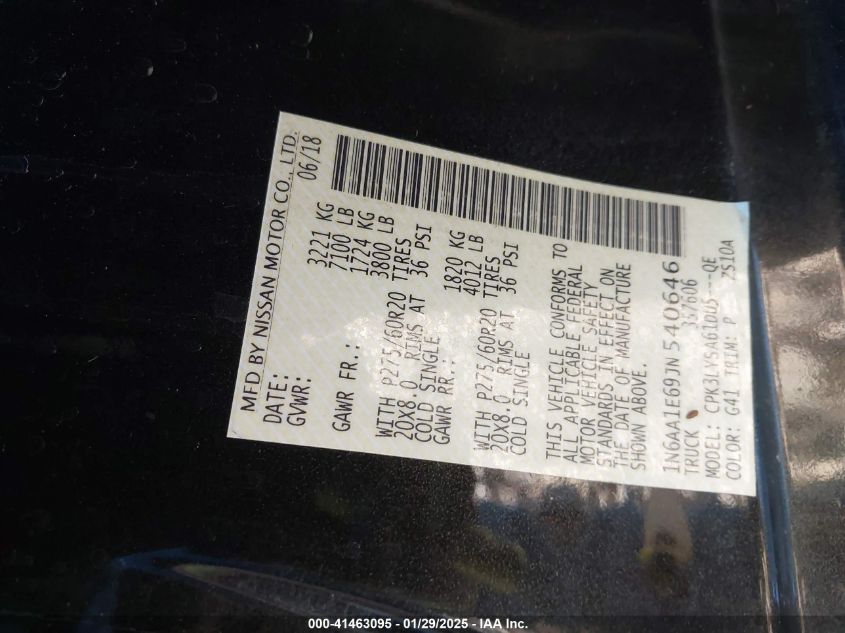 MFD BY NISSAN MOTOR CO., LTD.
DATE: 06/18
GVWR: 3221 KG
7100 LB
GAWR FR.: 1724 KG
3800 LB
WITH P275/60R20 TIRES
20X8.0 RIMS AT 36 PSI
COLD SINGLE
GAWR RR.: 1820 KG
4012 LB
WITH P275/60R20 TIRES
20X8.0 RIMS AT 36 PSI
COLD SINGLE
THIS VEHICLE CONFORMS TO
ALL APPLICABLE FEDERAL
MOTOR VEHICLE SAFETY
STANDARDS IN EFFECT ON
THE DATE OF MANUFACTURE
SHOWN ABOVE.
1N6AA1E69JN540646
TRUCK
MODEL: CPK3LVSA61DU5---QE
COLOR: G41 TRIM: P 2S10A
000-41463095 - 01/29/2025 - IAA Inc.